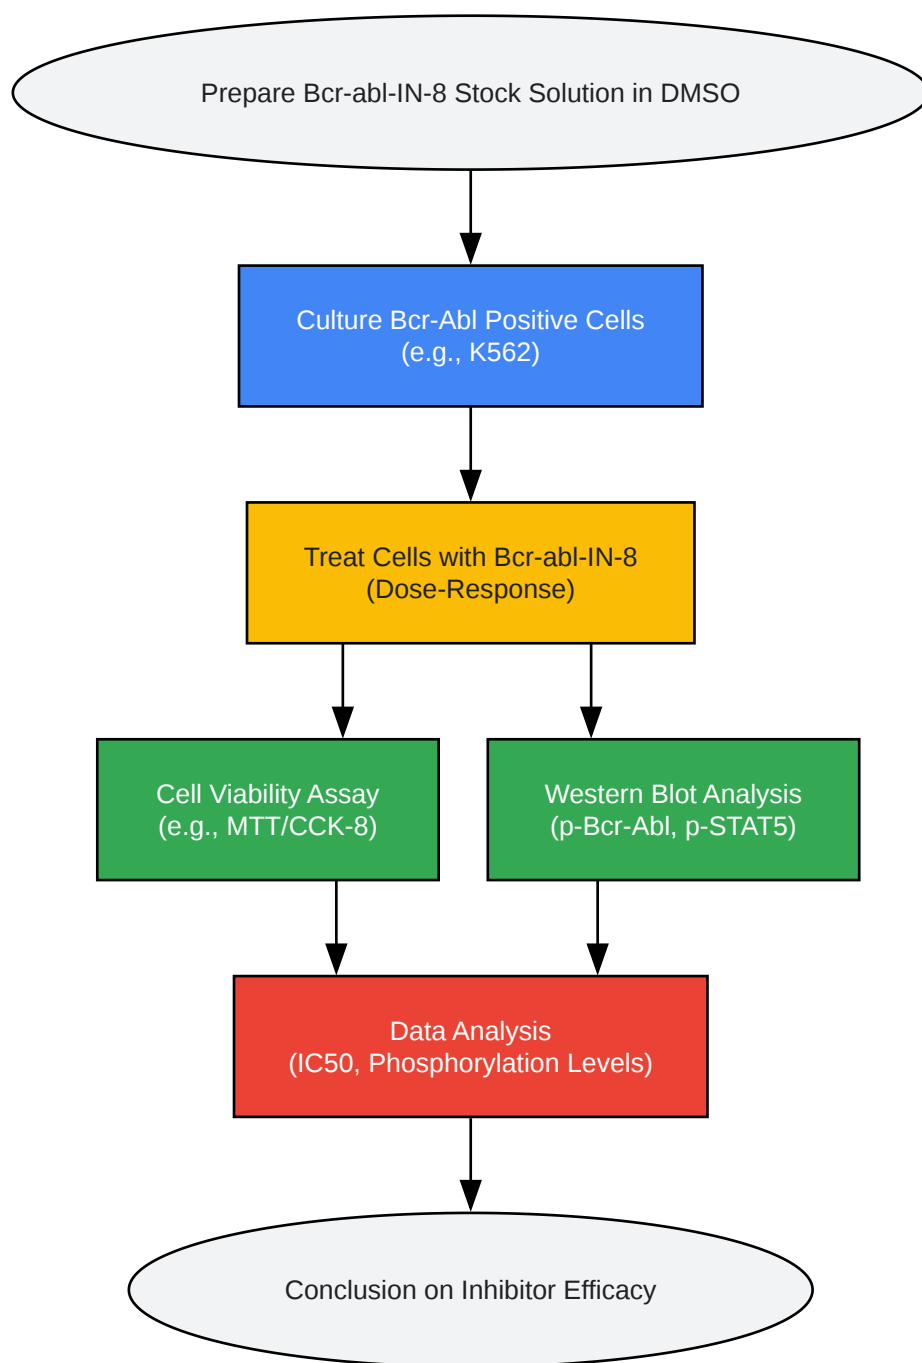 Prepare Bcr-abl-IN-8 Stock Solution in DMSO
Culture Bcr-Abl Positive Cells
(e.g., K562)
Treat Cells with Bcr-abl-IN-8
(Dose-Response)
Cell Viability Assay
(e.g., MTT/CCK-8)
Western Blot Analysis
(p-Bcr-Abl, p-STAT5)
Data Analysis
(IC50, Phosphorylation Levels)
Conclusion on Inhibitor Efficacy